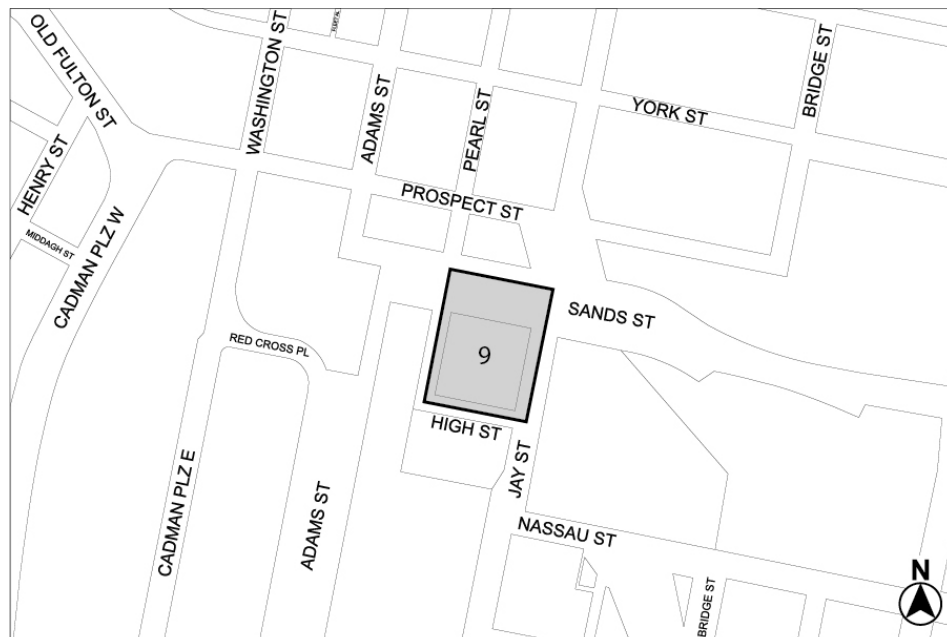 OLD FULTON ST
WASHINGTON ST
ADAMS ST
PEARL ST
YORK ST
BRIDGE ST
HENRY ST
MIDDAGH ST
CADMAN PLZ W
PROSPECT ST
SANDS ST
RED CROSS PL
9
HIGH ST
JAY ST
CADMAN PLZ E
ADAMS ST
NASSAU ST
BRIDGE ST
N